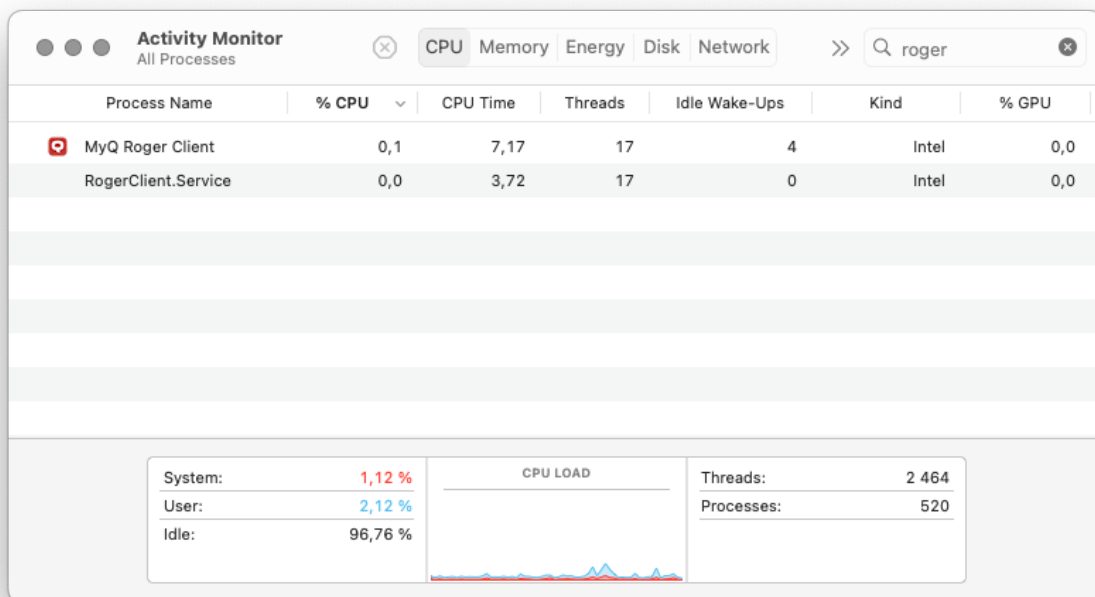 Activity Monitor
All Processes
CPU Memory Energy Disk Network
roger
Process Name % CPU CPU Time Threads Idle Wake-Ups Kind % GPU
MyQ Roger Client 0,1 7,17 17 4 Intel 0,0
RogerClient.Service 0,0 3,72 17 0 Intel 0,0
System: 1,12 %
User: 2,12 %
Idle: 96,76 %
CPU LOAD
Threads: 2 464
Processes: 520